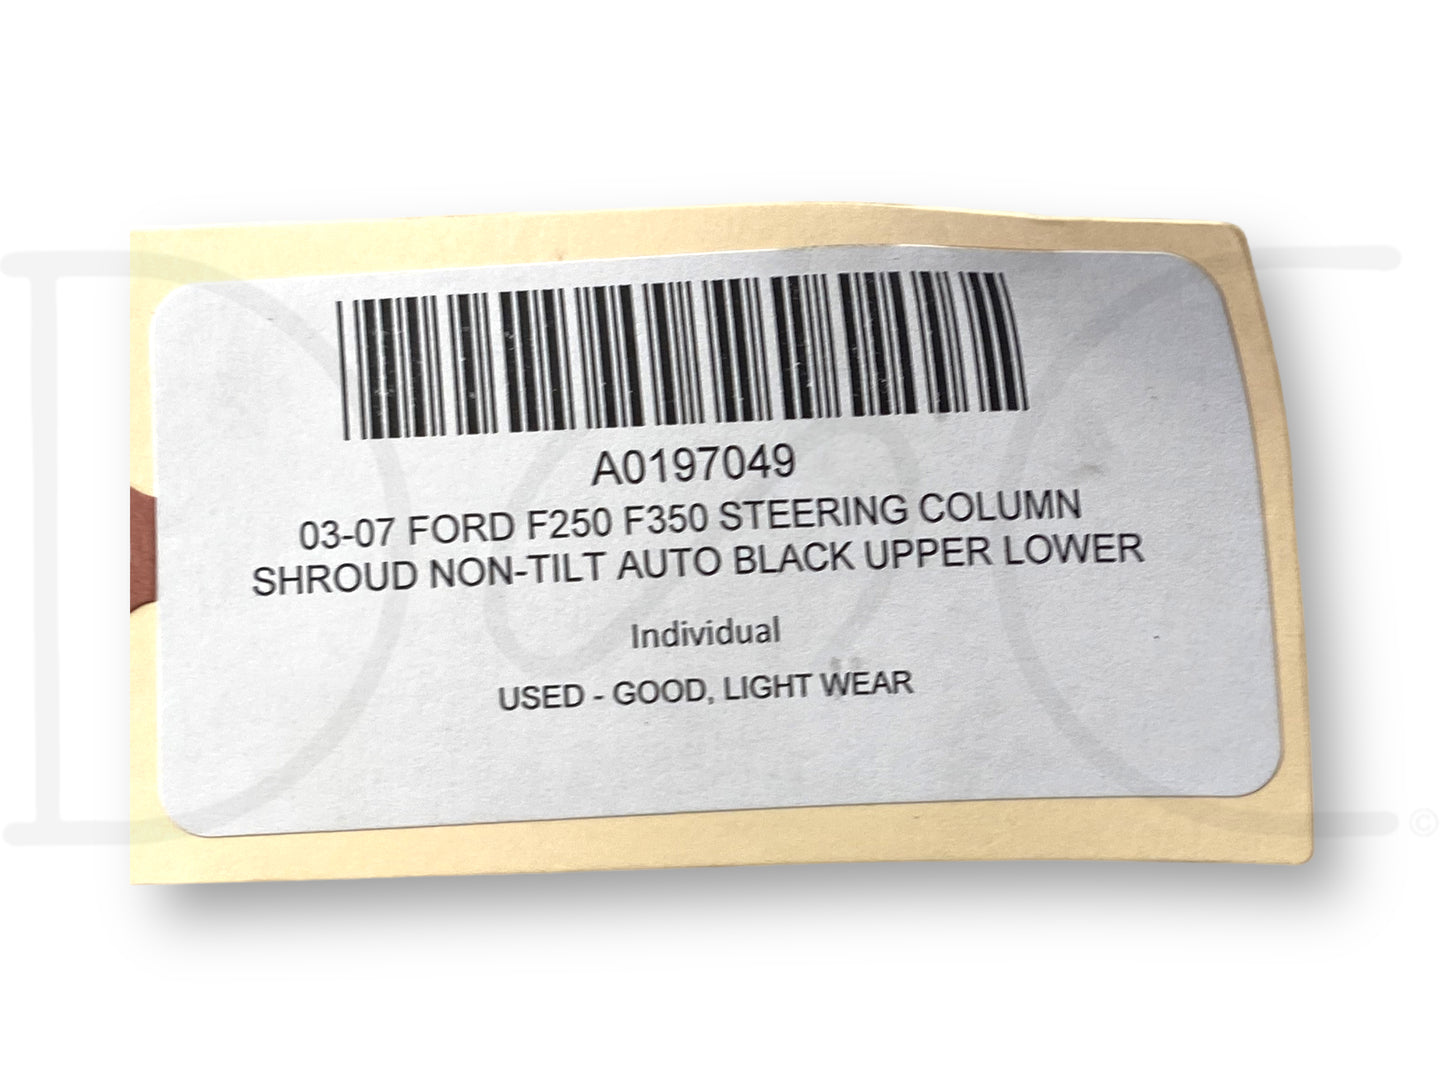 A0197049
03-07 FORD F250 F350 STEERING COLUMN
SHROUD NON-TILT AUTO BLACK UPPER LOWER
Individual
USED - GOOD, LIGHT WEAR
©